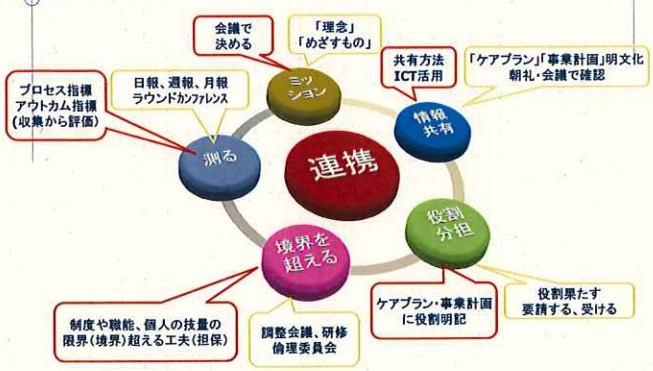 会議で
決める
「理念」
「めざすもの」
ミッ
ション
共有方法
ICT活用
「ケアプラン」「事業計画」明文化
朝礼・会議で確認
プロセス指標
アウトカム指標
(収集から評価)
日報、週報、月報
ラウンドカンファレンス
情報
共有
測る
連携
役割
分担
境界を
超える
制度や職能、個人の技量の
限界(境界)超える工夫(担保)
調整会議、研修
倫理委員会
ケアプラン・事業計画
に役割明記
役割果たす
要請する、受ける